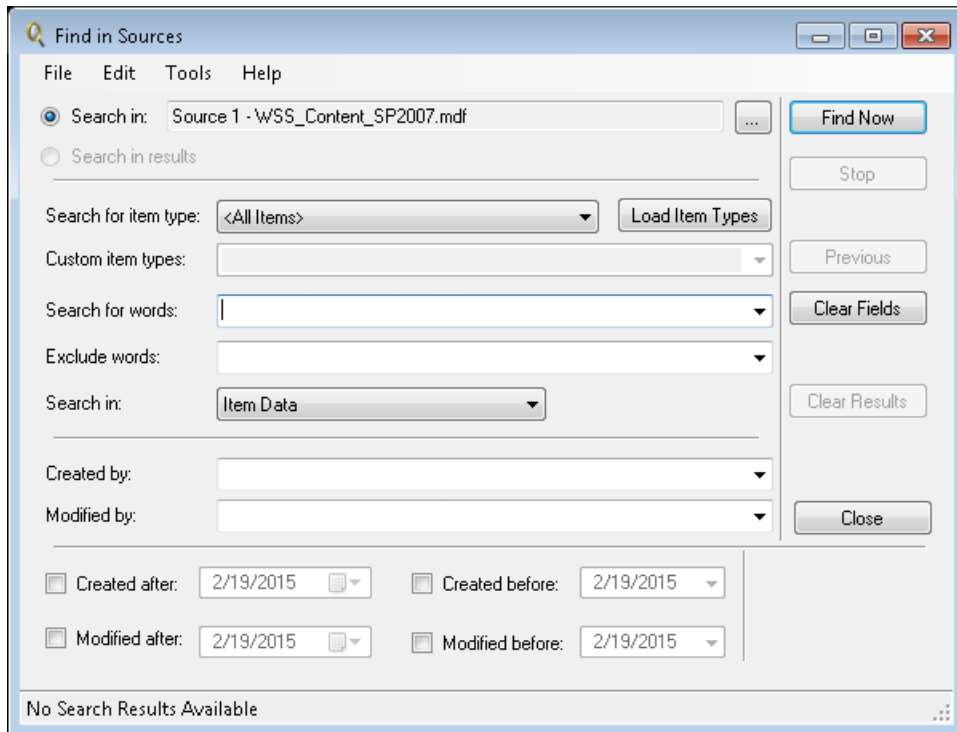 Find in Sources
File Edit Tools Help
Search in: Source 1 - WSS_Content_SP2007.mdf ... Find Now
Search in results
Stop
Search for item type: <All Items> Load Item Types
Custom item types: Previous
Search for words: Clear Fields
Exclude words:
Search in: Item Data Clear Results
Created by:
Modified by: Close
Created after: 2/19/2015 Created before: 2/19/2015
Modified after: 2/19/2015 Modified before: 2/19/2015
No Search Results Available